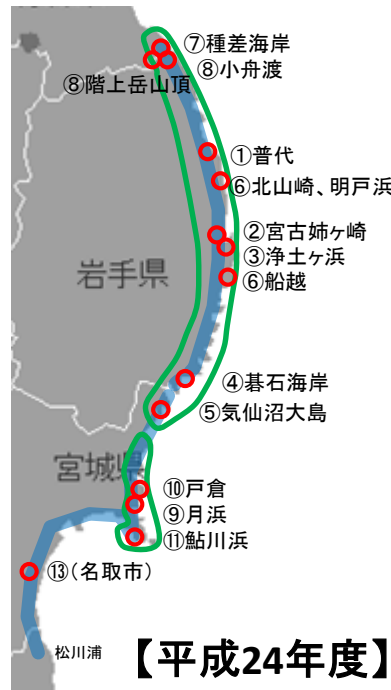 ⑦種差海岸
⑧小舟渡
⑧階上岳山頂
①普代
⑥北山崎、明戸浜
②宮古姉ヶ崎
③浄土ヶ浜
岩手県
⑥船越
④碁石海岸
⑤気仙沼大島
宮城県
⑩戸倉
⑨月浜
⑪鮎川浜
⑬(名取市)
松川浦
【平成24年度】